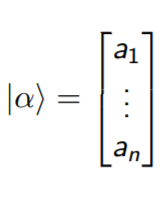 |α⟩ = [a₁ ⋮ aₙ]